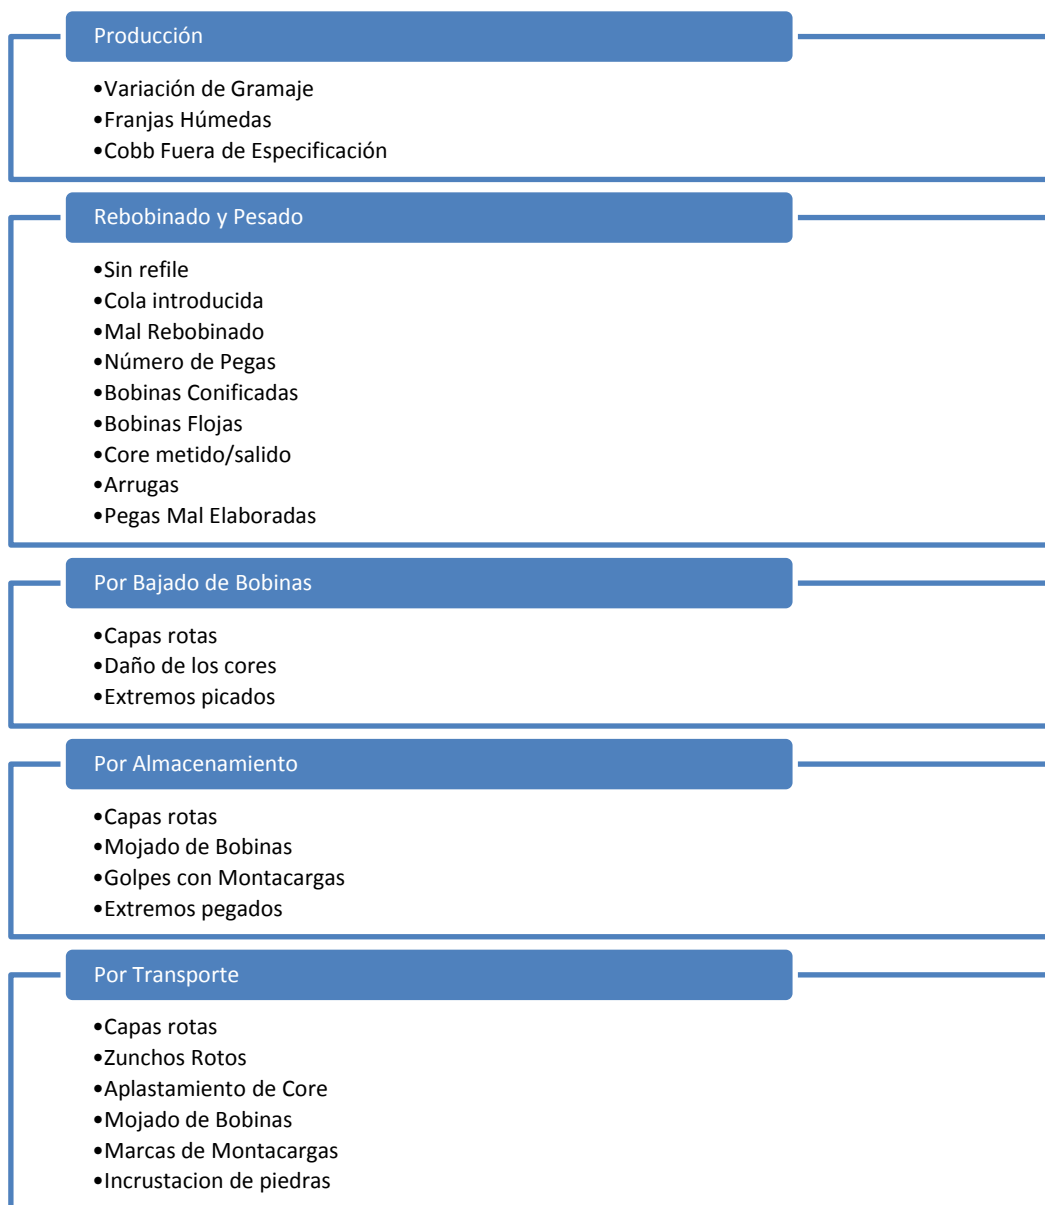 Producción
•Variación de Gramaje
•Franjas Húmedas
•Cobb Fuera de Especificación
Rebobinado y Pesado
•Sin refile
•Cola introducida
•Mal Rebobinado
•Número de Pegas
•Bobinas Conificadas
•Bobinas Flojas
•Core metido/salido
•Arrugas
•Pegas Mal Elaboradas
Por Bajado de Bobinas
•Capas rotas
•Daño de los cores
•Extremos picados
Por Almacenamiento
•Capas rotas
•Mojado de Bobinas
•Golpes con Montacargas
•Extremos pegados
Por Transporte
•Capas rotas
•Zunchos Rotos
•Aplastamiento de Core
•Mojado de Bobinas
•Marcas de Montacargas
•Incrustacion de piedras